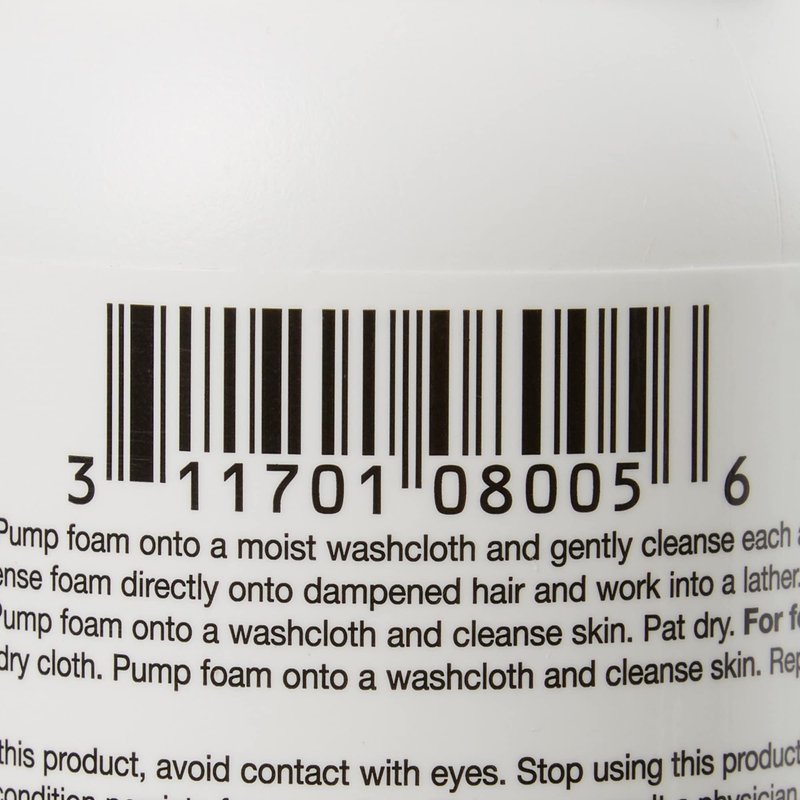 3 11701 08005 6
Pump foam onto a moist washcloth and gently cleanse each
foam directly onto dampened hair and work into a lather.
Pump foam onto a washcloth and cleanse skin. Pat dry. For
dry cloth. Pump foam onto a washcloth and cleanse skin.
this product, avoid contact with eyes. Stop using this product
physician